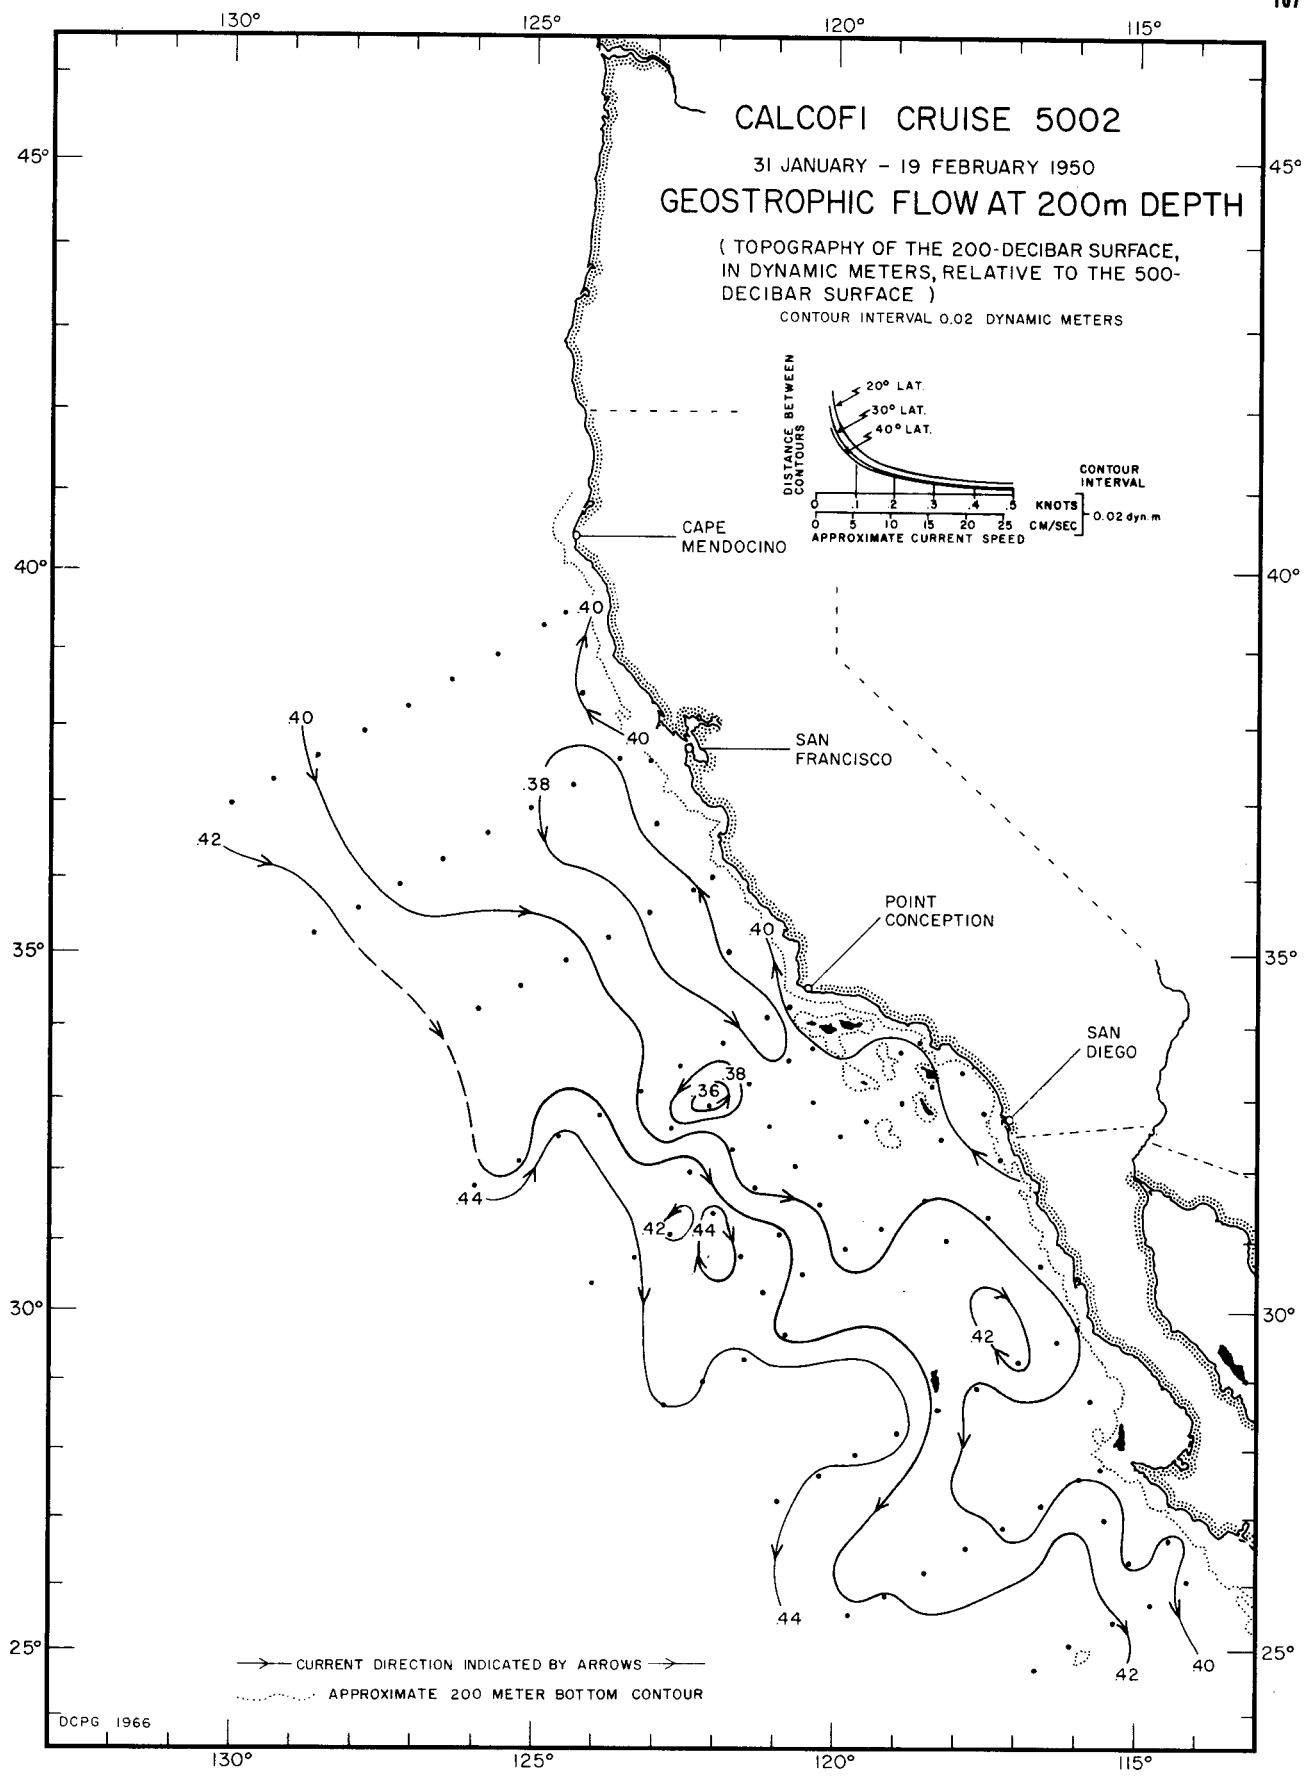 130°
125°
120°
115°
CALCOFI CRUISE 5002
31 JANUARY - 19 FEBRUARY 1950
GEOSTROPHIC FLOW AT 200m DEPTH
( TOPOGRAPHY OF THE 200-DECIBAR SURFACE,
IN DYNAMIC METERS, RELATIVE TO THE 500-
DECIBAR SURFACE )
CONTOUR INTERVAL 0.02 DYNAMIC METERS
45°
45°
DISTANCE BETWEEN
CONTOURS
20° LAT.
30° LAT.
40° LAT.
0 .1 .2 .3 .4 .5 KNOTS
0 5 10 15 20 25 CM/SEC
APPROXIMATE CURRENT SPEED
CONTOUR
INTERVAL
0.02 dyn.m
CAPE
MENDOCINO
40°
40°
.40
.40
.40
SAN
FRANCISCO
.38
.42
POINT
CONCEPTION
.40
35°
35°
SAN
DIEGO
.38
.36
.44
.42
.44
30°
30°
.42
.44
.42
.40
25°
25°
CURRENT DIRECTION INDICATED BY ARROWS
APPROXIMATE 200 METER BOTTOM CONTOUR
DCPG 1966
130°
125°
120°
115°